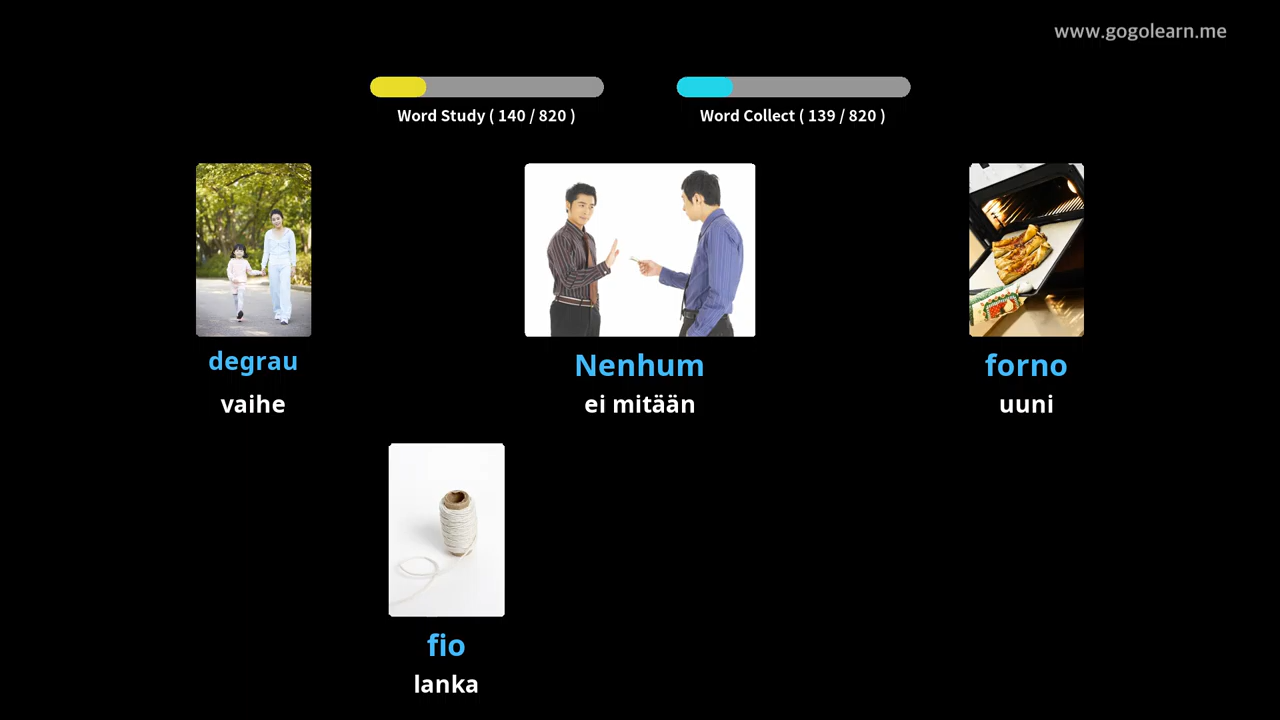 www.gogolearn.me
Word Study ( 140 / 820 )
Word Collect ( 139 / 820 )
degrau
vaihe
Nenhum
ei mitään
forno
uuni
fio
lanka